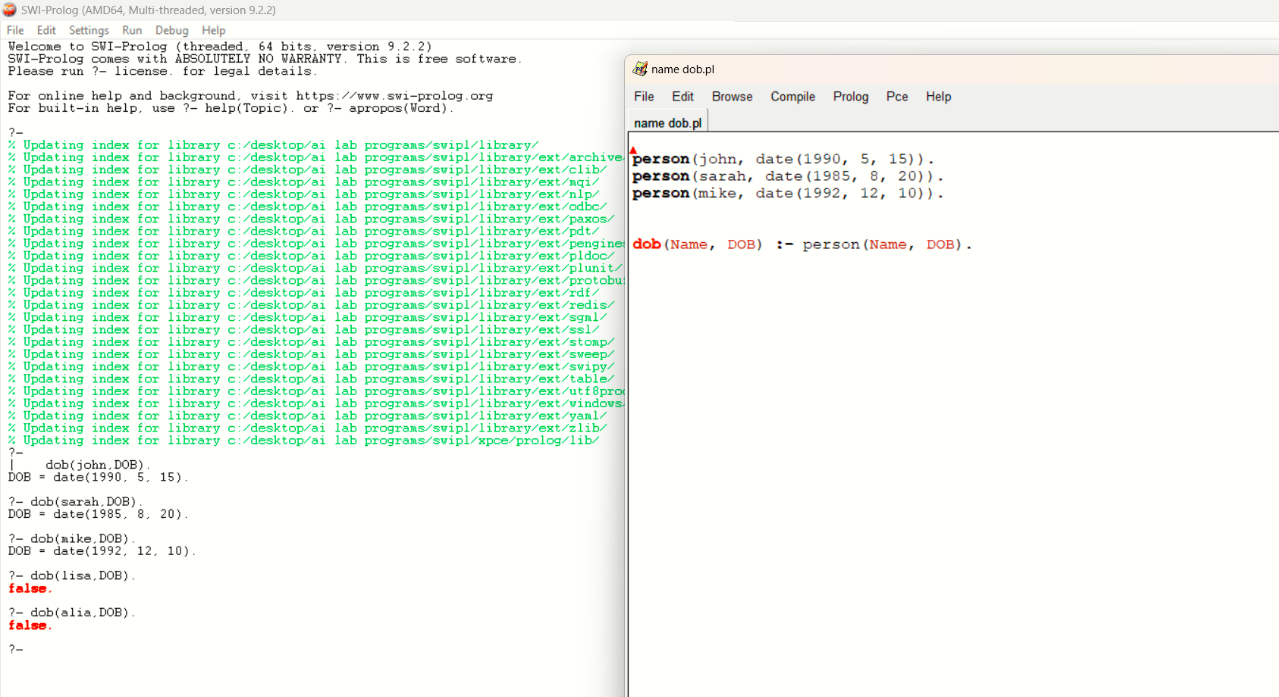 SWI-Prolog (AMD64, Multi-threaded, version 9.2.2)
File Edit Settings Run Debug Help
Welcome to SWI-Prolog (threaded, 64 bits, version 9.2.2)
SWI-Prolog comes with ABSOLUTELY NO WARRANTY. This is free software.
Please run ?- license. for legal details.
For online help and background, visit https://www.swi-prolog.org
For built-in help, use ?- help(Topic). or ?- apropos(Word).
?-
% Updating index for library c:/desktop/ai lab programs/swipl/library/
% Updating index for library c:/desktop/ai lab programs/swipl/library/ext/archive/
% Updating index for library c:/desktop/ai lab programs/swipl/library/ext/clib/
% Updating index for library c:/desktop/ai lab programs/swipl/library/ext/mqi/
% Updating index for library c:/desktop/ai lab programs/swipl/library/ext/nlp/
% Updating index for library c:/desktop/ai lab programs/swipl/library/ext/odbc/
% Updating index for library c:/desktop/ai lab programs/swipl/library/ext/paxos/
% Updating index for library c:/desktop/ai lab programs/swipl/library/ext/pdt/
% Updating index for library c:/desktop/ai lab programs/swipl/library/ext/pengines
% Updating index for library c:/desktop/ai lab programs/swipl/library/ext/pldoc/
% Updating index for library c:/desktop/ai lab programs/swipl/library/ext/plunit/
% Updating index for library c:/desktop/ai lab programs/swipl/library/ext/protobuf
% Updating index for library c:/desktop/ai lab programs/swipl/library/ext/rdf/
% Updating index for library c:/desktop/ai lab programs/swipl/library/ext/redis/
% Updating index for library c:/desktop/ai lab programs/swipl/library/ext/sgml/
% Updating index for library c:/desktop/ai lab programs/swipl/library/ext/ssl/
% Updating index for library c:/desktop/ai lab programs/swipl/library/ext/stomp/
% Updating index for library c:/desktop/ai lab programs/swipl/library/ext/sweep/
% Updating index for library c:/desktop/ai lab programs/swipl/library/ext/swipy/
% Updating index for library c:/desktop/ai lab programs/swipl/library/ext/table/
% Updating index for library c:/desktop/ai lab programs/swipl/library/ext/utf8proc
% Updating index for library c:/desktop/ai lab programs/swipl/library/ext/windows/
% Updating index for library c:/desktop/ai lab programs/swipl/library/ext/yaml/
% Updating index for library c:/desktop/ai lab programs/swipl/library/ext/zlib/
% Updating index for library c:/desktop/ai lab programs/swipl/xpce/prolog/lib/
?-
| dob(john,DOB).
DOB = date(1990, 5, 15).
?- dob(sarah,DOB).
DOB = date(1985, 8, 20).
?- dob(mike,DOB).
DOB = date(1992, 12, 10).
?- dob(lisa,DOB).
false.
?- dob(alia,DOB).
false.
?-
name dob.pl
File Edit Browse Compile Prolog Pce Help
name dob.pl
person(john, date(1990, 5, 15)).
person(sarah, date(1985, 8, 20)).
person(mike, date(1992, 12, 10)).
dob(Name, DOB) :- person(Name, DOB).